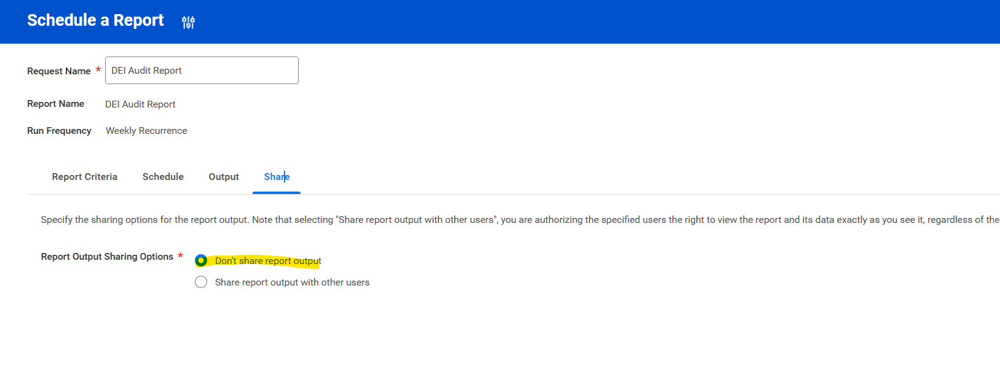 Schedule a Report
Request Name * DEI Audit Report
Report Name DEI Audit Report
Run Frequency Weekly Recurrence
Report Criteria Schedule Output Share
Specify the sharing options for the report output. Note that selecting "Share report output with other users", you are authorizing the specified users the right to view the report and its data exactly as you see it, regardless of
Report Output Sharing Options * Don't share report output
Share report output with other users